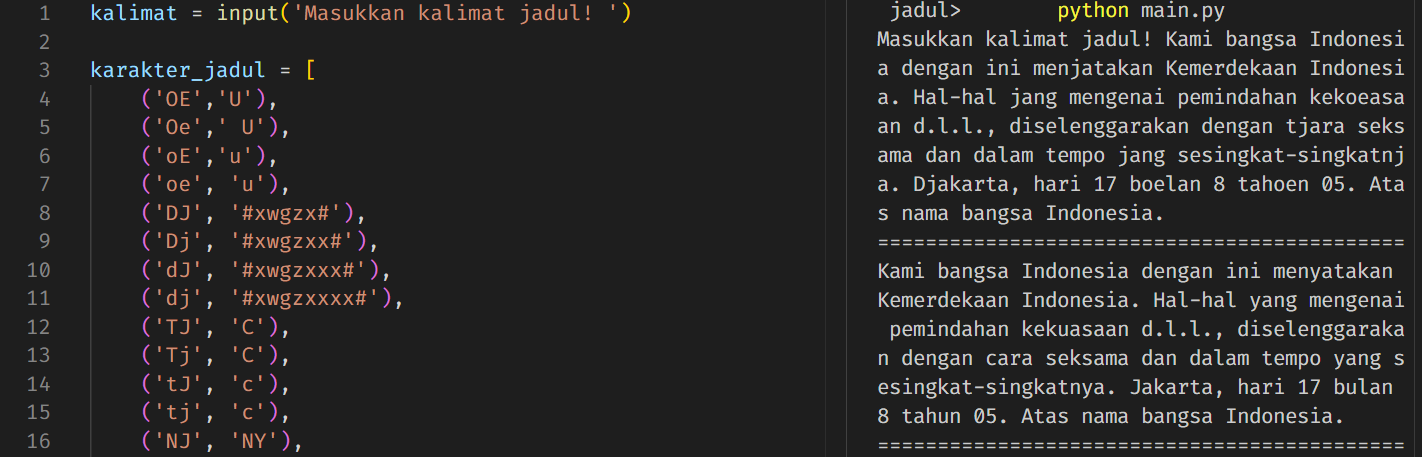 1 kalimat = input('Masukkan kalimat jadul! ')
2
3 karakter_jadul = [
4 ('OE','U'),
5 ('Oe',' U'),
6 ('oE','u'),
7 ('oe', 'u'),
8 ('DJ', '#xwgzx#'),
9 ('Dj', '#xwgzxx#'),
10 ('dJ', '#xwgzxxx#'),
11 ('dj', '#xwgzxxxx#'),
12 ('TJ', 'C'),
13 ('Tj', 'C'),
14 ('tJ', 'c'),
15 ('tj', 'c'),
16 ('NJ', 'NY'),
jadul> python main.py
Masukkan kalimat jadul! Kami bangsa Indonesi
a dengan ini menjatakan Kemerdekaan Indonesi
a. Hal-hal jang mengenai pemindahan kekoeasa
an d.l.l., diselenggarakan dengan tjara seks
ama dan dalam tempo jang sesingkat-singkatnj
a. Djakarta, hari 17 boelan 8 tahoen 05. Ata
s nama bangsa Indonesia.
============================================
Kami bangsa Indonesia dengan ini menyatakan
Kemerdekaan Indonesia. Hal-hal yang mengenai
pemindahan kekuasaan d.l.l., diselenggaraka
n dengan cara seksama dan dalam tempo yang s
esingkat-singkatnya. Jakarta, hari 17 bulan
8 tahun 05. Atas nama bangsa Indonesia.
============================================